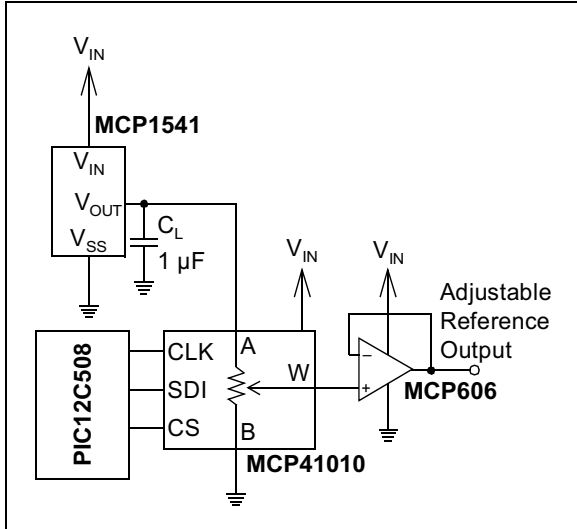 V_IN
MCP1541
V_IN
V_OUT
V_SS
C_L
1 µF
V_IN
V_IN
Adjustable
Reference
Output
PIC12C508
CLK
SDI
CS
A
W
B
−
+
MCP606
MCP41010